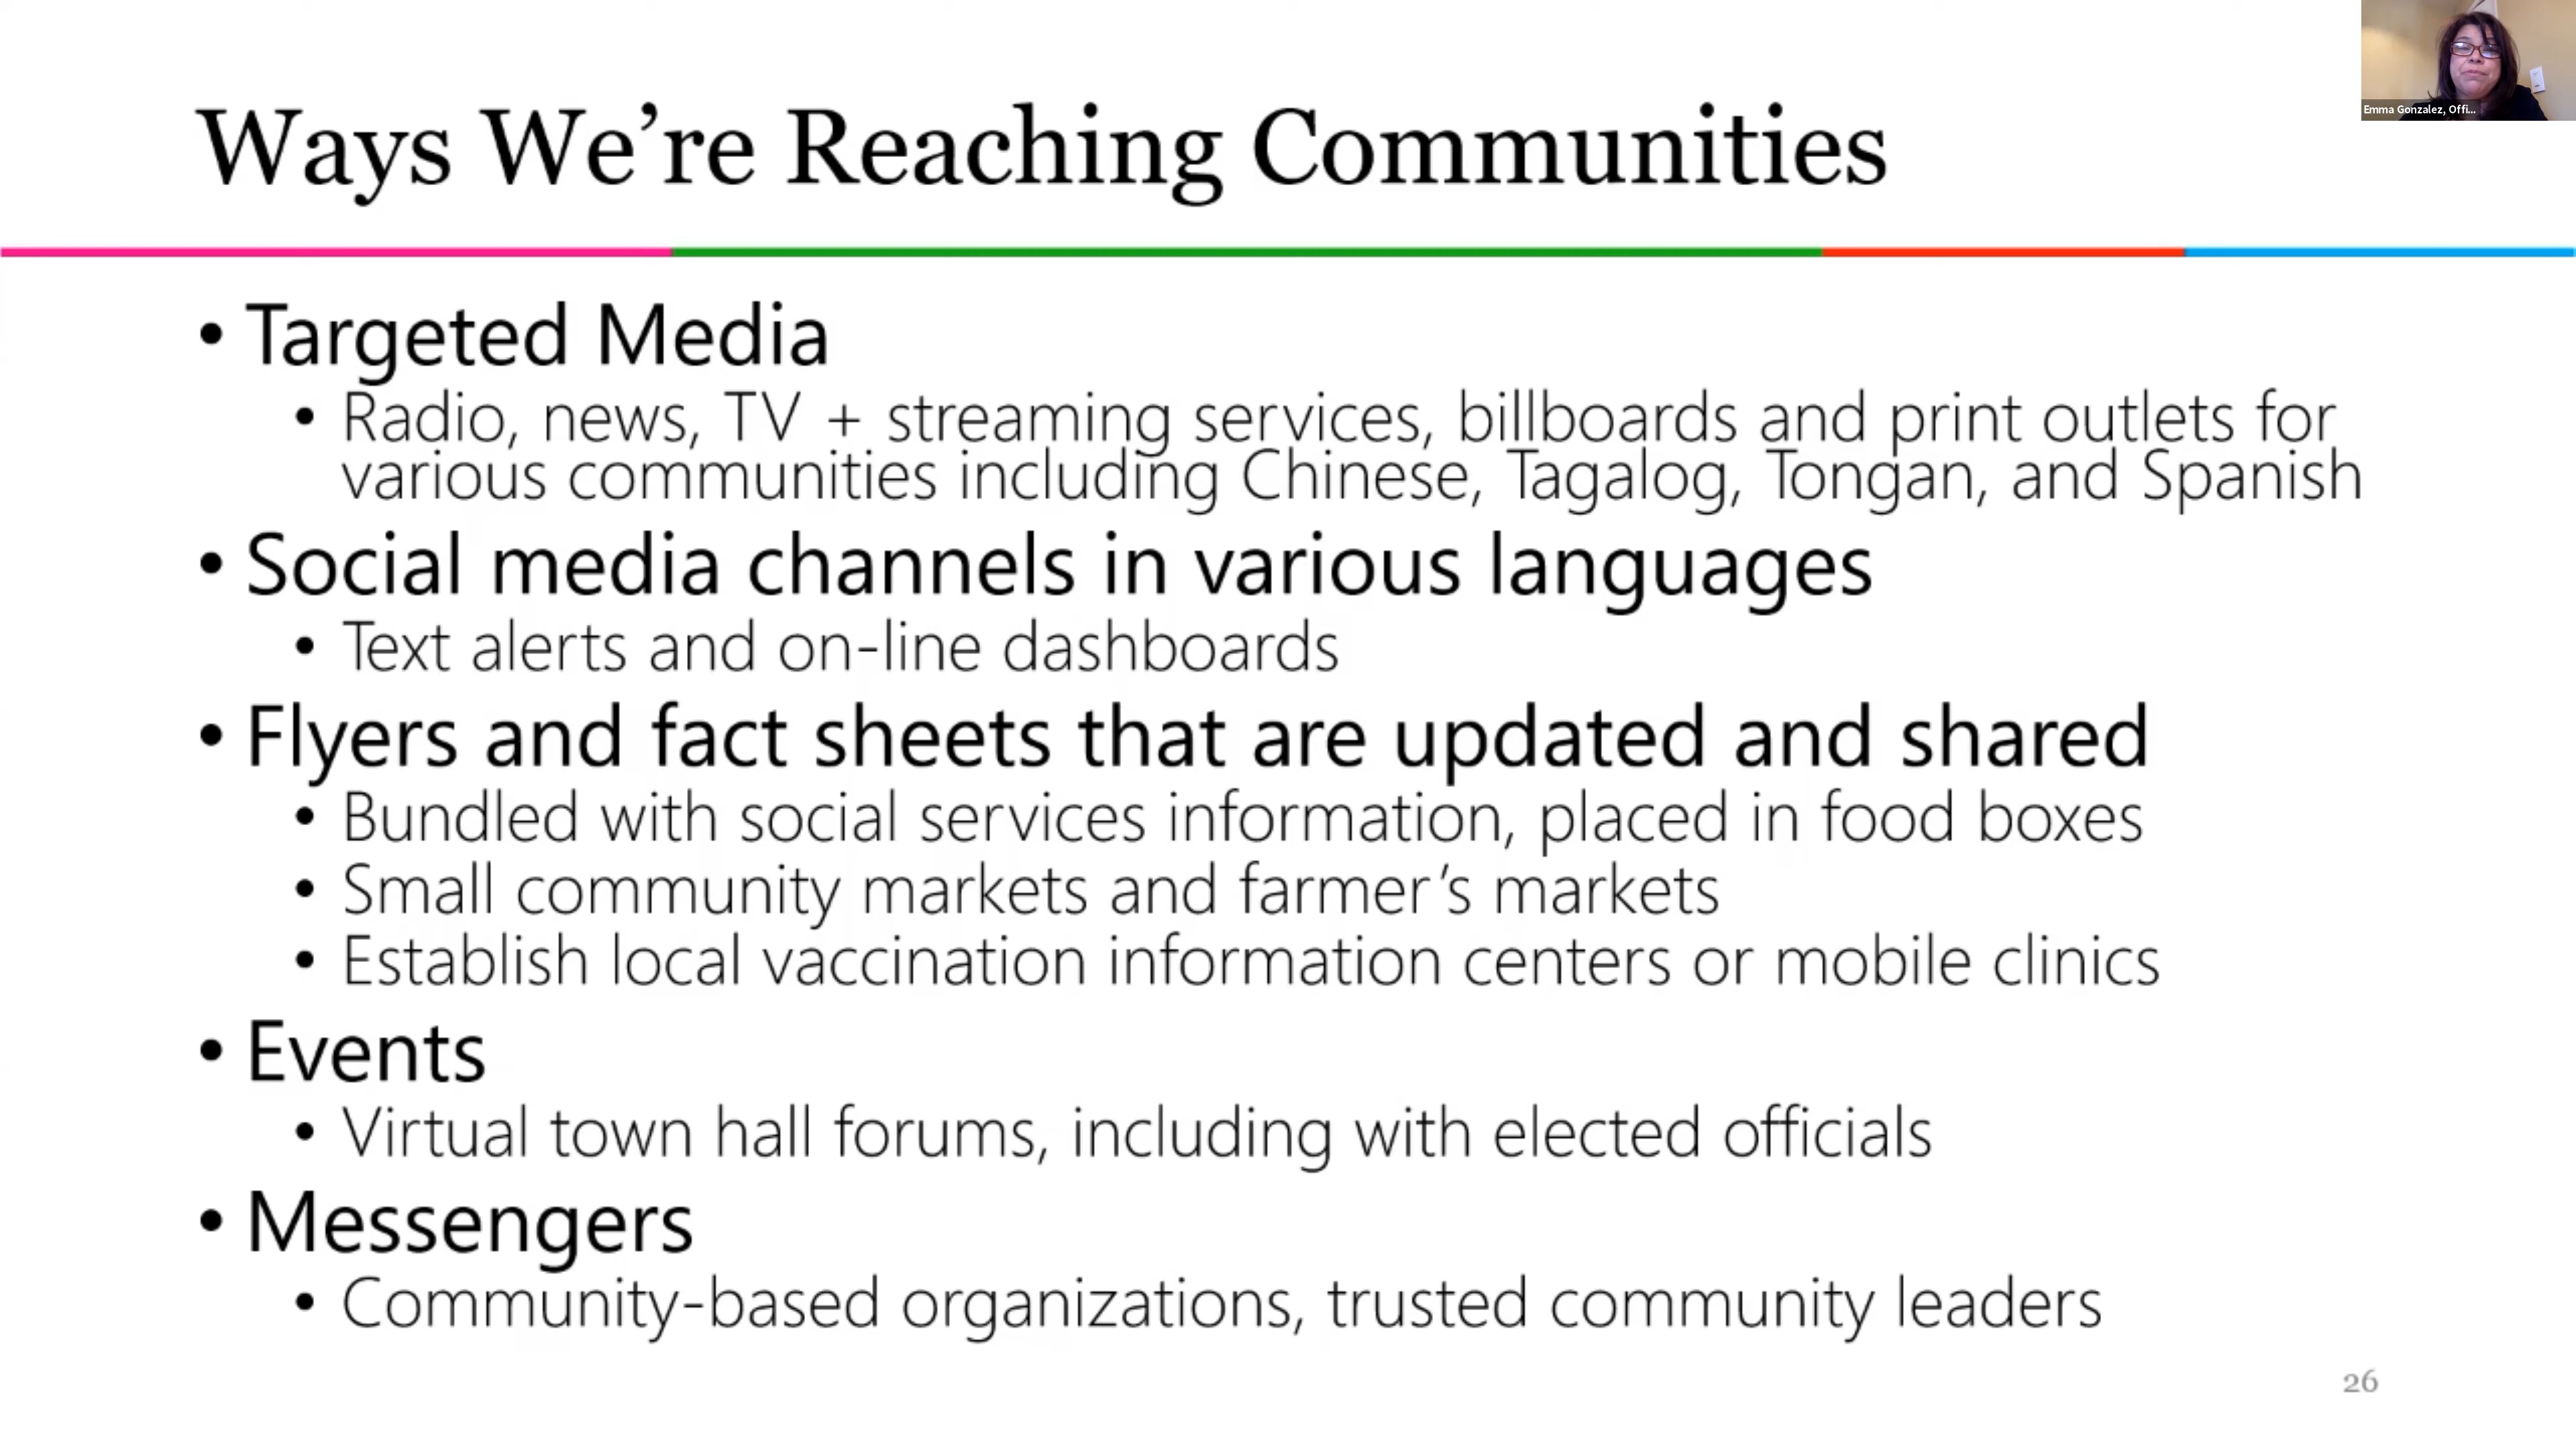 Emma Gonzalez, Offi...
Ways We’re Reaching Communities
• Targeted Media
• Radio, news, TV + streaming services, billboards and print outlets for
various communities including Chinese, Tagalog, Tongan, and Spanish
• Social media channels in various languages
• Text alerts and on-line dashboards
• Flyers and fact sheets that are updated and shared
• Bundled with social services information, placed in food boxes
• Small community markets and farmer’s markets
• Establish local vaccination information centers or mobile clinics
• Events
• Virtual town hall forums, including with elected officials
• Messengers
• Community-based organizations, trusted community leaders
26